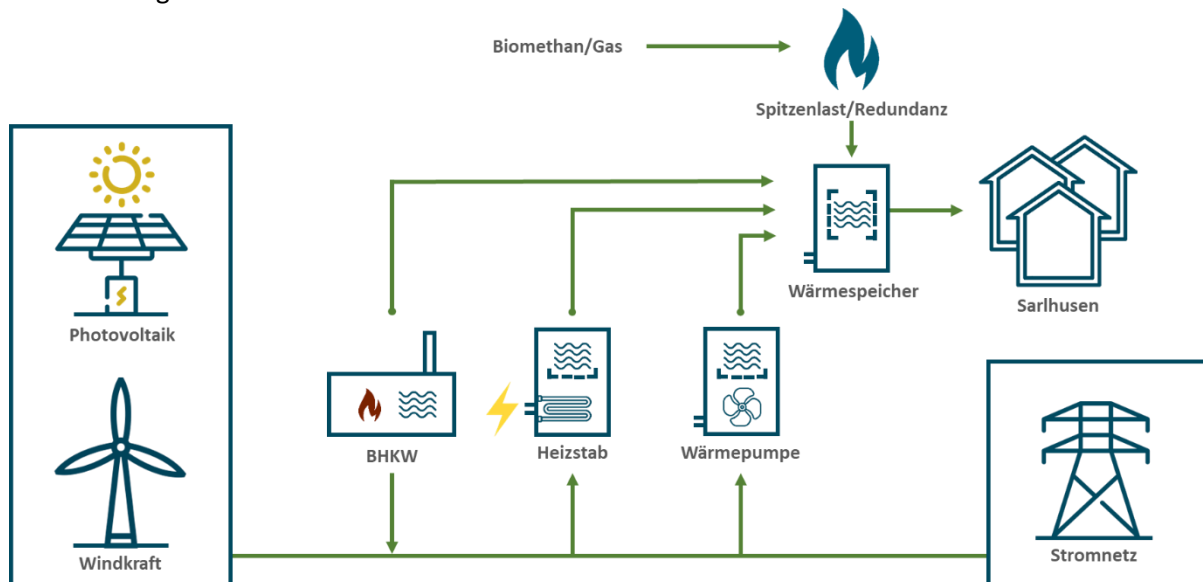 Biomethan/Gas
Spitzenlast/Redundanz
Photovoltaik
Wärmespeicher
Sarlhusen
BHKW
Heizstab
Wärmepumpe
Windkraft
Stromnetz